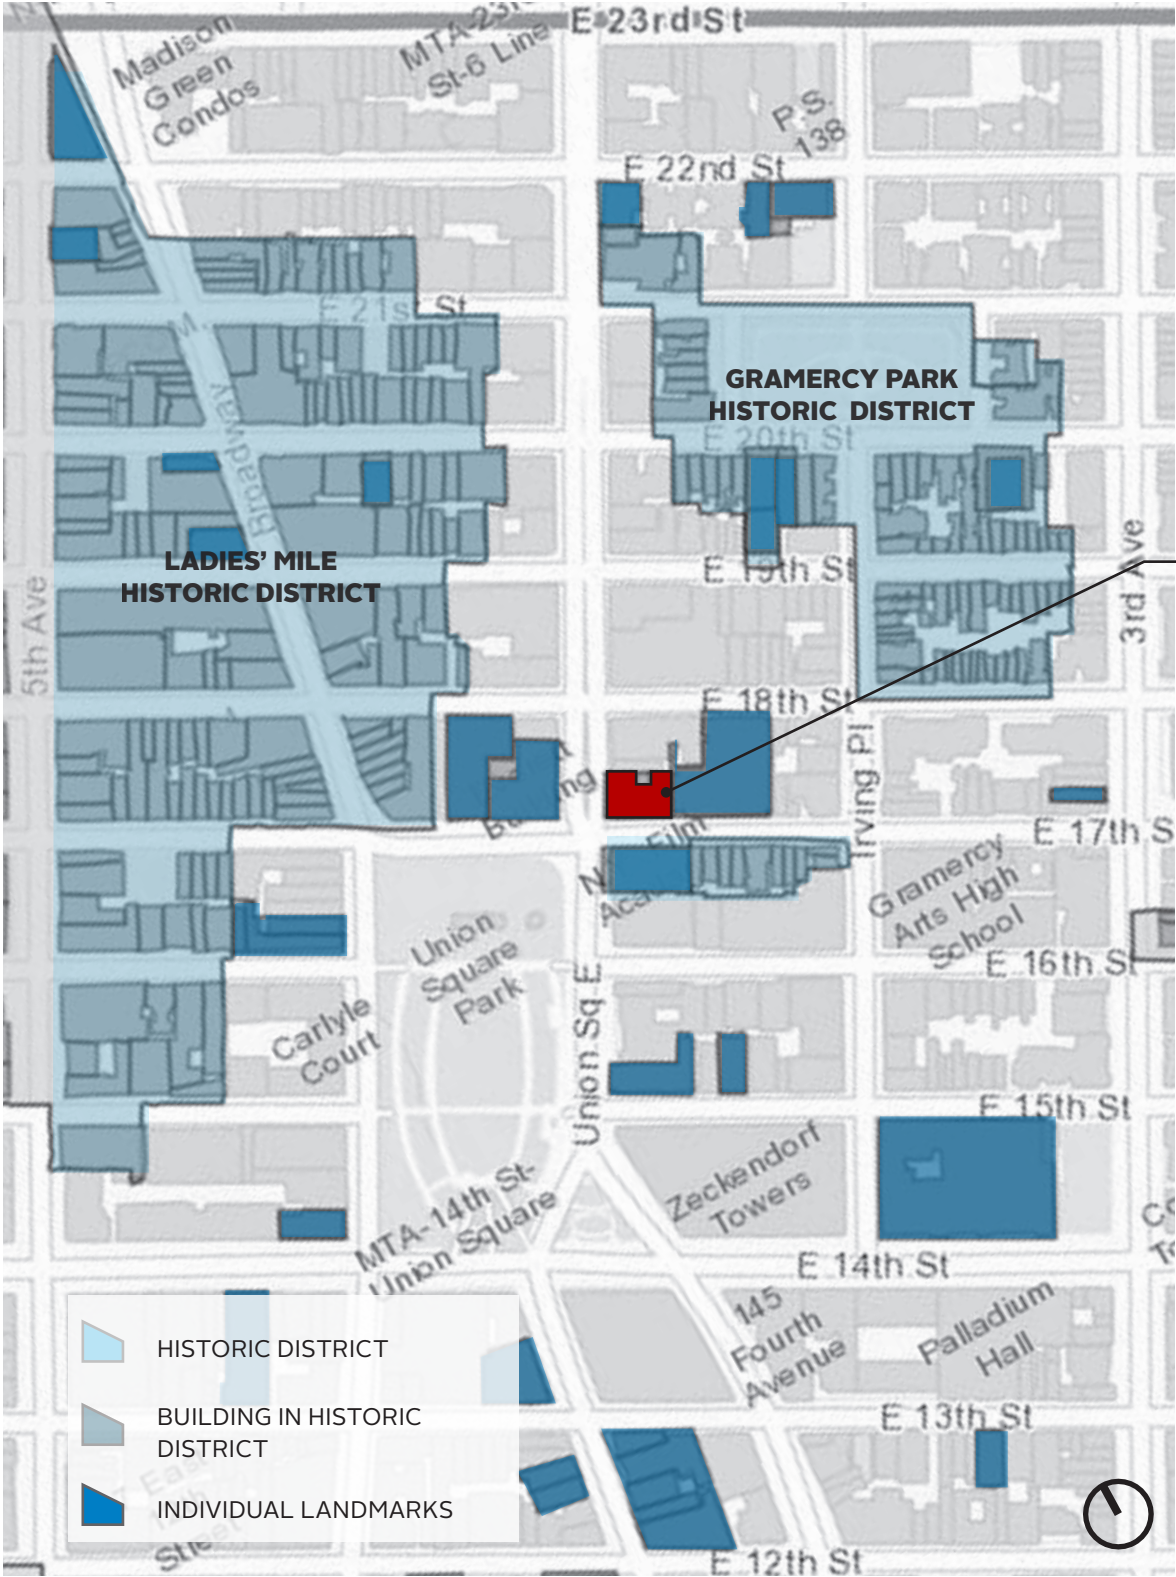 E 23rd St
Madison
Green
Condos
MTA-23rd
St-6 Line
P.S.
138
E 22nd St
E 21st St
GRAMERCY PARK
HISTORIC DISTRICT
E 20th St
Broadway
LADIES' MILE
HISTORIC DISTRICT
E 19th St
3rd Ave
5th Ave
E 18th St
Irving Pl
E 17th S
Film
Gramercy
Arts High
School
Union
Square
Park
E 16th St
Union Sq E
Carlyle
Court
E 15th St
Zeckendorf
Towers
MTA-14th St-
Union Square
E 14th St
145
Fourth
Avenue
Palladium
Hall
HISTORIC DISTRICT
BUILDING IN HISTORIC
DISTRICT
INDIVIDUAL LANDMARKS
E 13th St
E 12th St